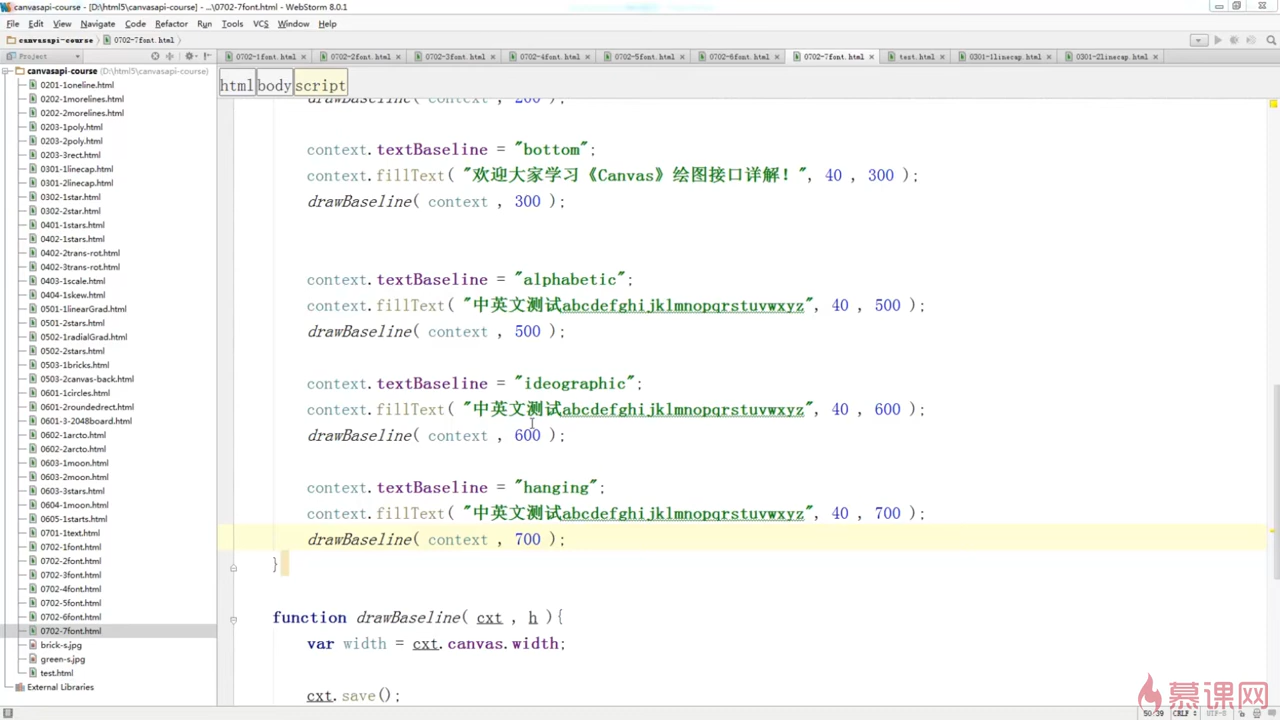 canvasapi-course - [D:\html5\canvasapi-course] - ...\0702-7font.html - WebStorm 8.0.1
File Edit View Navigate Code Refactor Run Tools VCS Window Help
canvasapi-course 0702-7font.html
Project
0702-1font.html 0702-2font.html 0702-3font.html 0702-4font.html 0702-5font.html 0702-6font.html 0702-7font.html test.html 0301-1linecap.html 0301-2linecap.html
canvasapi-course (D:\html5\canvasapi-course)
0201-1oneline.html
0202-1morelines.html
0202-2morelines.html
0203-1poly.html
0203-2poly.html
0203-3rect.html
0301-1linecap.html
0301-2linecap.html
0302-1star.html
0302-2star.html
0401-1stars.html
0402-1stars.html
0402-2trans-rot.html
0402-3trans-rot.html
0403-1scale.html
0404-1skew.html
0501-1linearGrad.html
0501-2stars.html
0502-1radialGrad.html
0502-2stars.html
0503-1bricks.html
0503-2canvas-back.html
0601-1circles.html
0601-2roundedrect.html
0601-3-2048board.html
0602-1arcto.html
0602-2arcto.html
0603-1moon.html
0603-2moon.html
0603-3stars.html
0604-1moon.html
0605-1starts.html
0701-1text.html
0702-1font.html
0702-2font.html
0702-3font.html
0702-4font.html
0702-5font.html
0702-6font.html
0702-7font.html
brick-s.jpg
green-s.jpg
test.html
External Libraries
html body script
drawBaseline( context , 200 );
context.textBaseline = "bottom";
context.fillText( "欢迎大家学习《Canvas》绘图接口详解！", 40 , 300 );
drawBaseline( context , 300 );
context.textBaseline = "alphabetic";
context.fillText( "中英文测试abcdefghijklmnopqrstuvwxyz", 40 , 500 );
drawBaseline( context , 500 );
context.textBaseline = "ideographic";
context.fillText( "中英文测试abcdefghijklmnopqrstuvwxyz", 40 , 600 );
drawBaseline( context , 600 );
context.textBaseline = "hanging";
context.fillText( "中英文测试abcdefghijklmnopqrstuvwxyz", 40 , 700 );
drawBaseline( context , 700 );
}
function drawBaseline( cxt , h ){
var width = cxt.canvas.width;
cxt.save();
慕课网
50:39 CRLF UTF-8